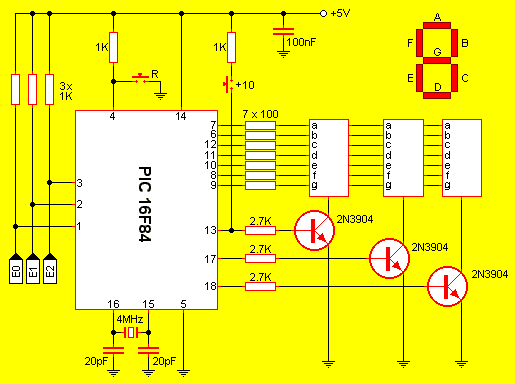 +5V
A
F
B
G
E
C
D
1K
1K
100nF
R
+10
3x
1K
4
14
7 x 100
7
6
12
11
10
8
9
a
b
c
d
e
f
g
a
b
c
d
e
f
g
a
b
c
d
e
f
g
PIC 16F84
3
2
1
13
17
18
2.7K
2.7K
2.7K
2N3904
2N3904
2N3904
E0
E1
E2
16
15
5
4MHz
20pF
20pF